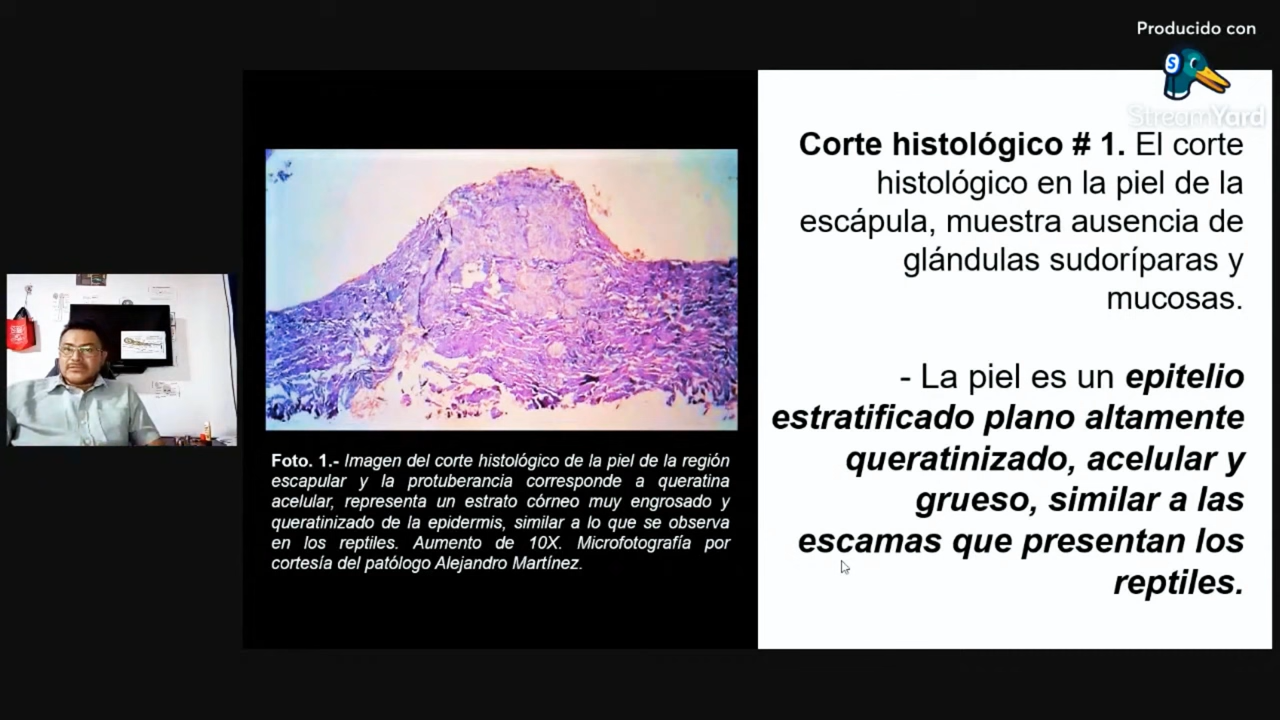 Producido con
StreamYard
Corte histológico # 1. El corte
histológico en la piel de la
escápula, muestra ausencia de
glándulas sudoríparas y
mucosas.
- La piel es un epitelio
estratificado plano altamente
queratinizado, acelular y
grueso, similar a las
escamas que presentan los
reptiles.
Foto. 1.- Imagen del corte histológico de la piel de la región
escapular y la protuberancia corresponde a queratina
acelular, representa un estrato córneo muy engrosado y
queratinizado de la epidermis, similar a lo que se observa
en los reptiles. Aumento de 10X. Microfotografía por
cortesía del patólogo Alejandro Martínez.